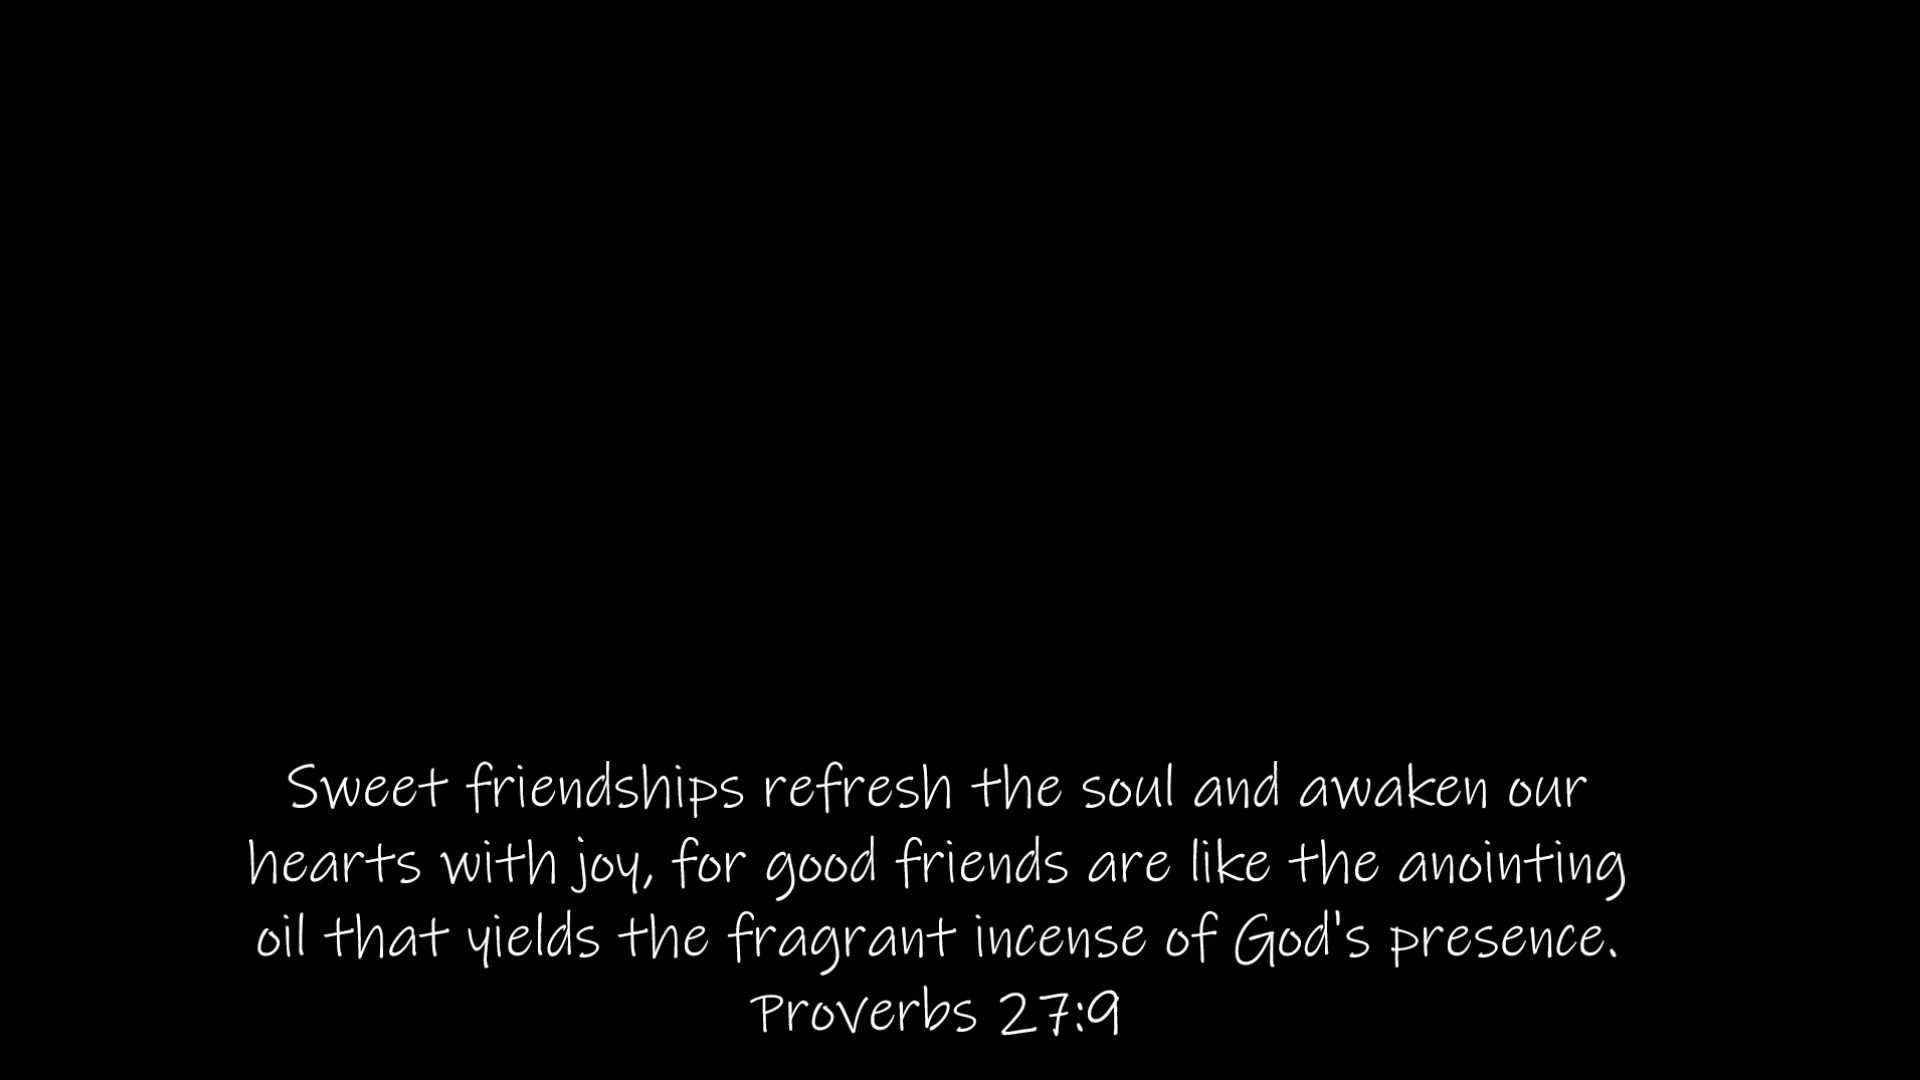 Sweet friendships refresh the soul and awaken our
hearts with joy, for good friends are like the anointing
oil that yields the fragrant incense of God's presence.
Proverbs 27:9